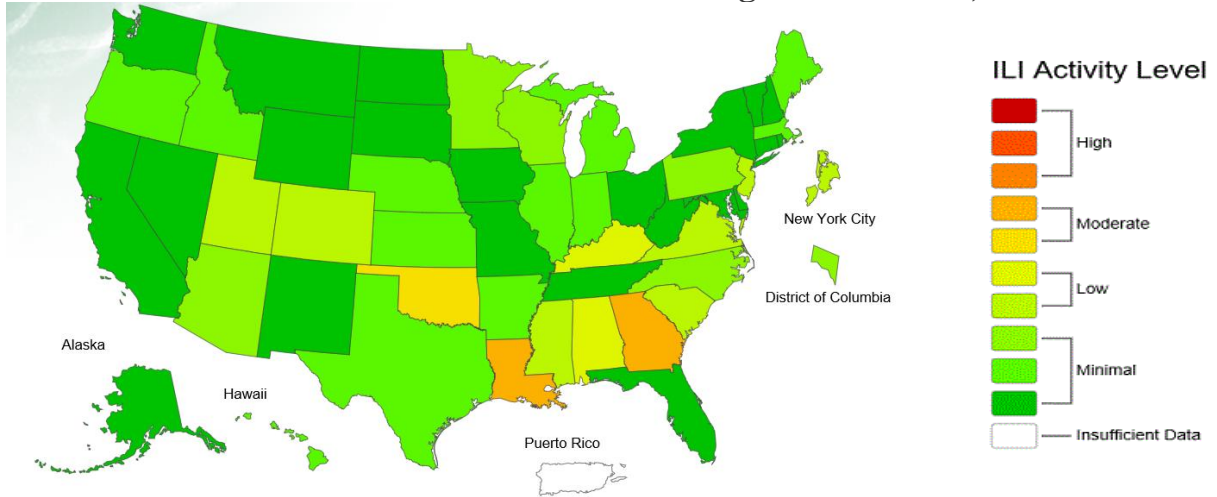 ILI Activity Level
High
Moderate
Low
Minimal
Insufficient Data
New York City
District of Columbia
Alaska
Hawaii
Puerto Rico